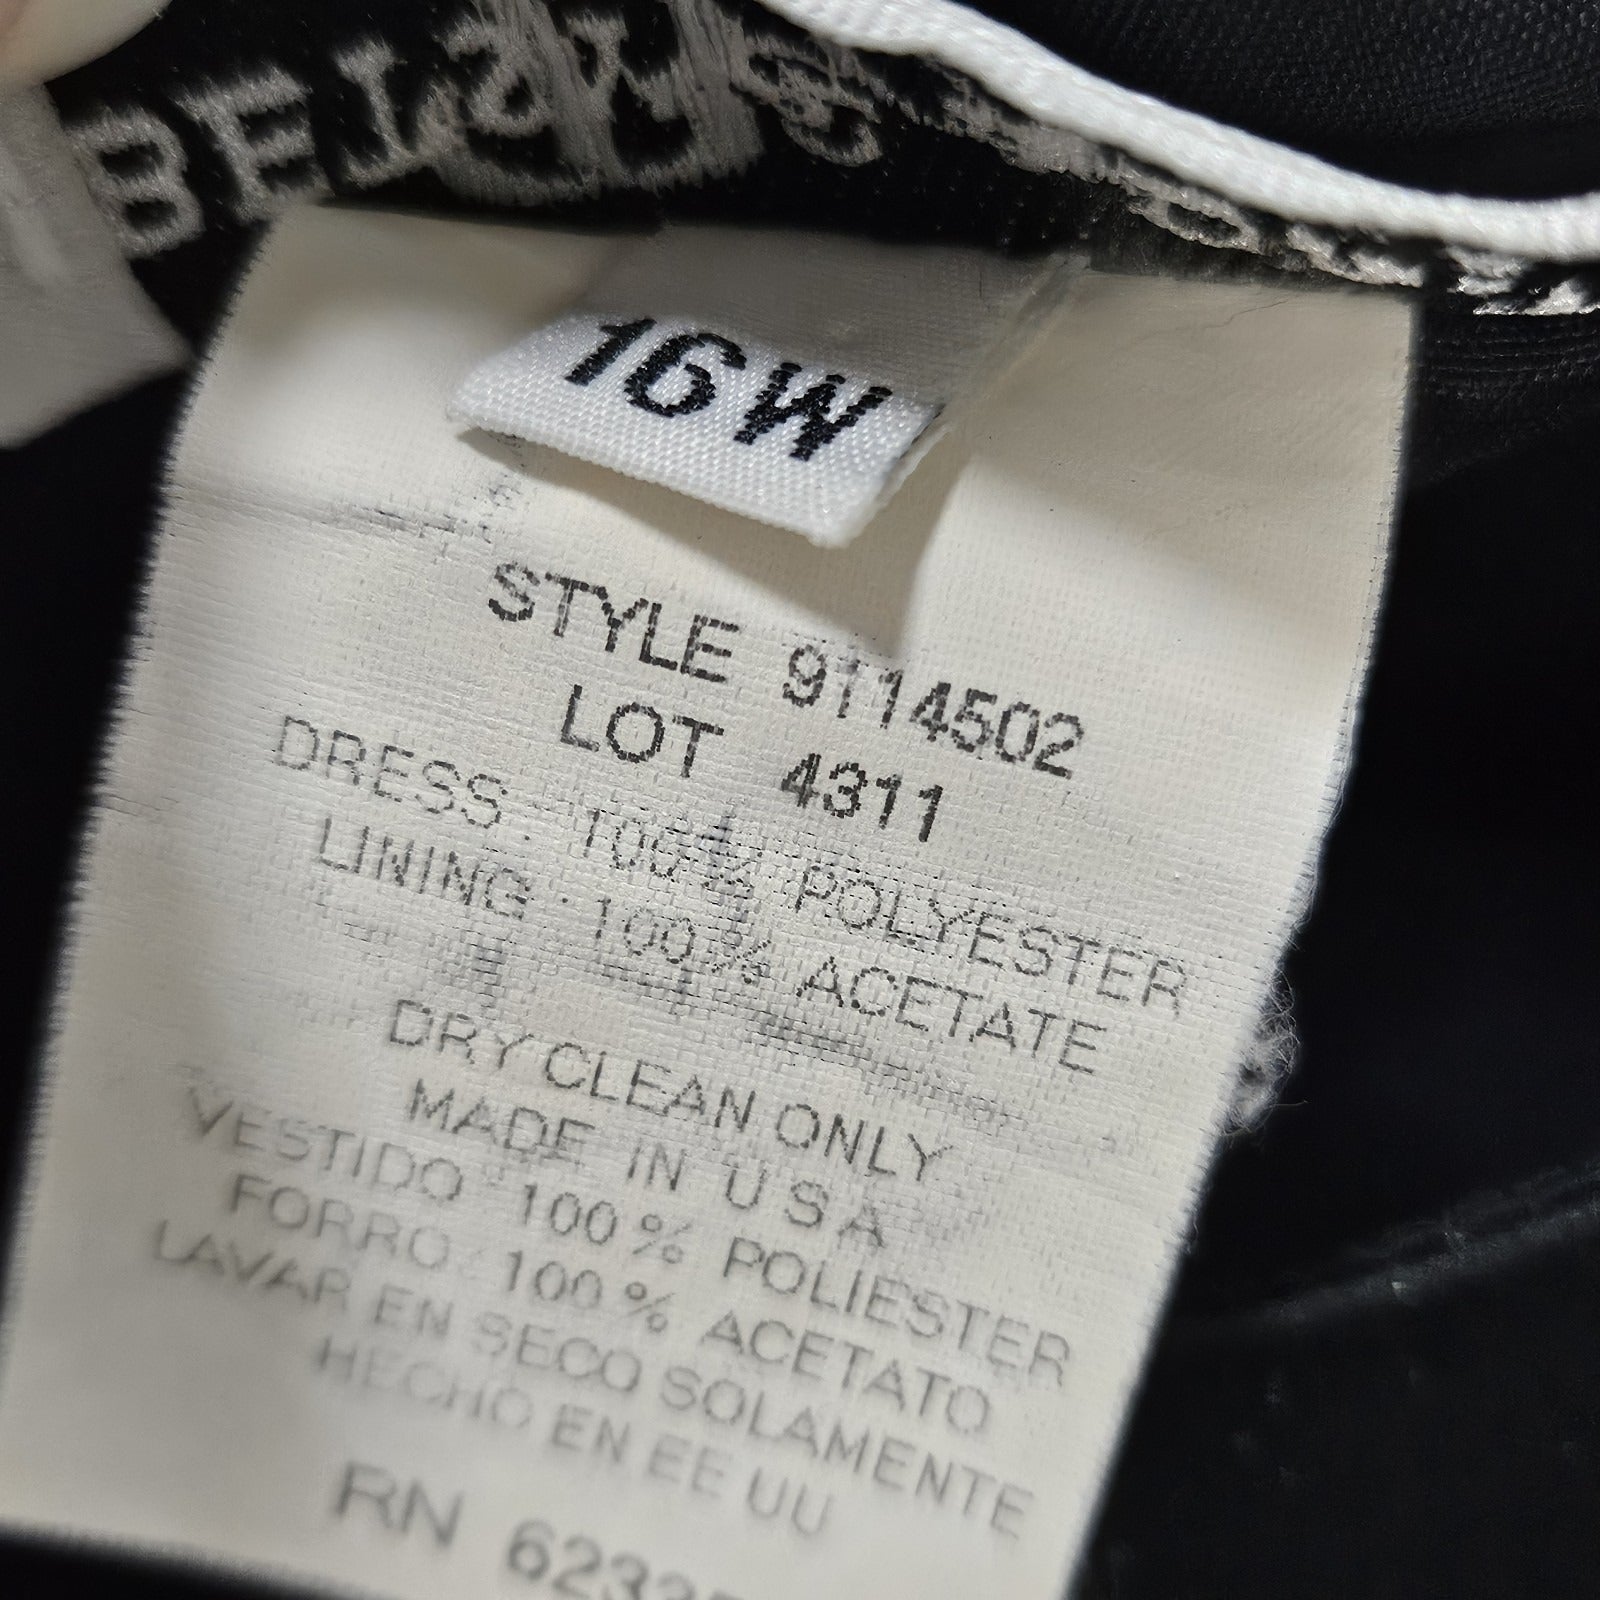 16W
STYLE 9114502
LOT 4311
DRESS: 100% POLYESTER
LINING: 100% ACETATE
DRY CLEAN ONLY
MADE IN U S A
VESTIDO 100% POLIESTER
FORRO: 100% ACETATO
LAVAR EN SECO SOLAMENTE
HECHO EN EE UU
RN